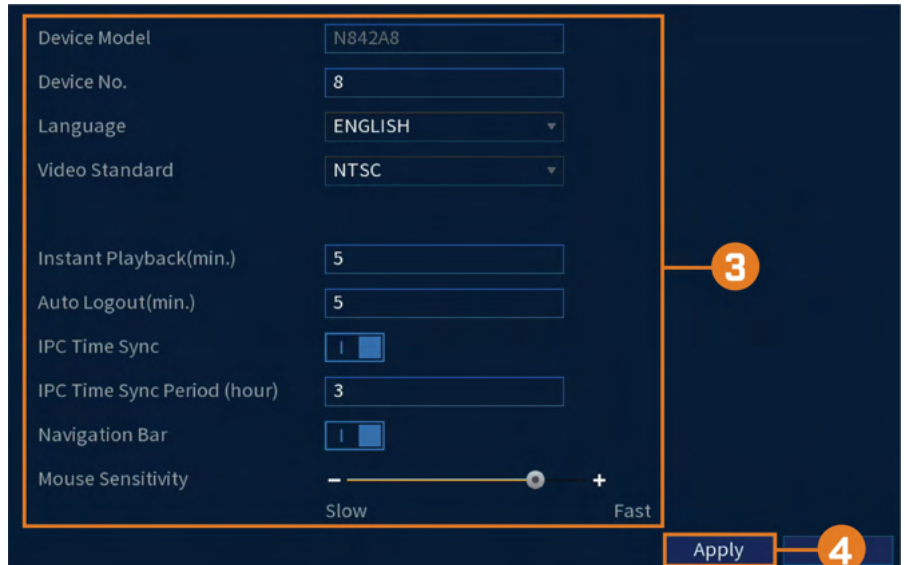 Device Model N842A8
Device No. 8
Language ENGLISH
Video Standard NTSC
Instant Playback(min.) 5
Auto Logout(min.) 5
IPC Time Sync
IPC Time Sync Period (hour) 3
Navigation Bar
Mouse Sensitivity - +
Slow Fast
3
Apply 4